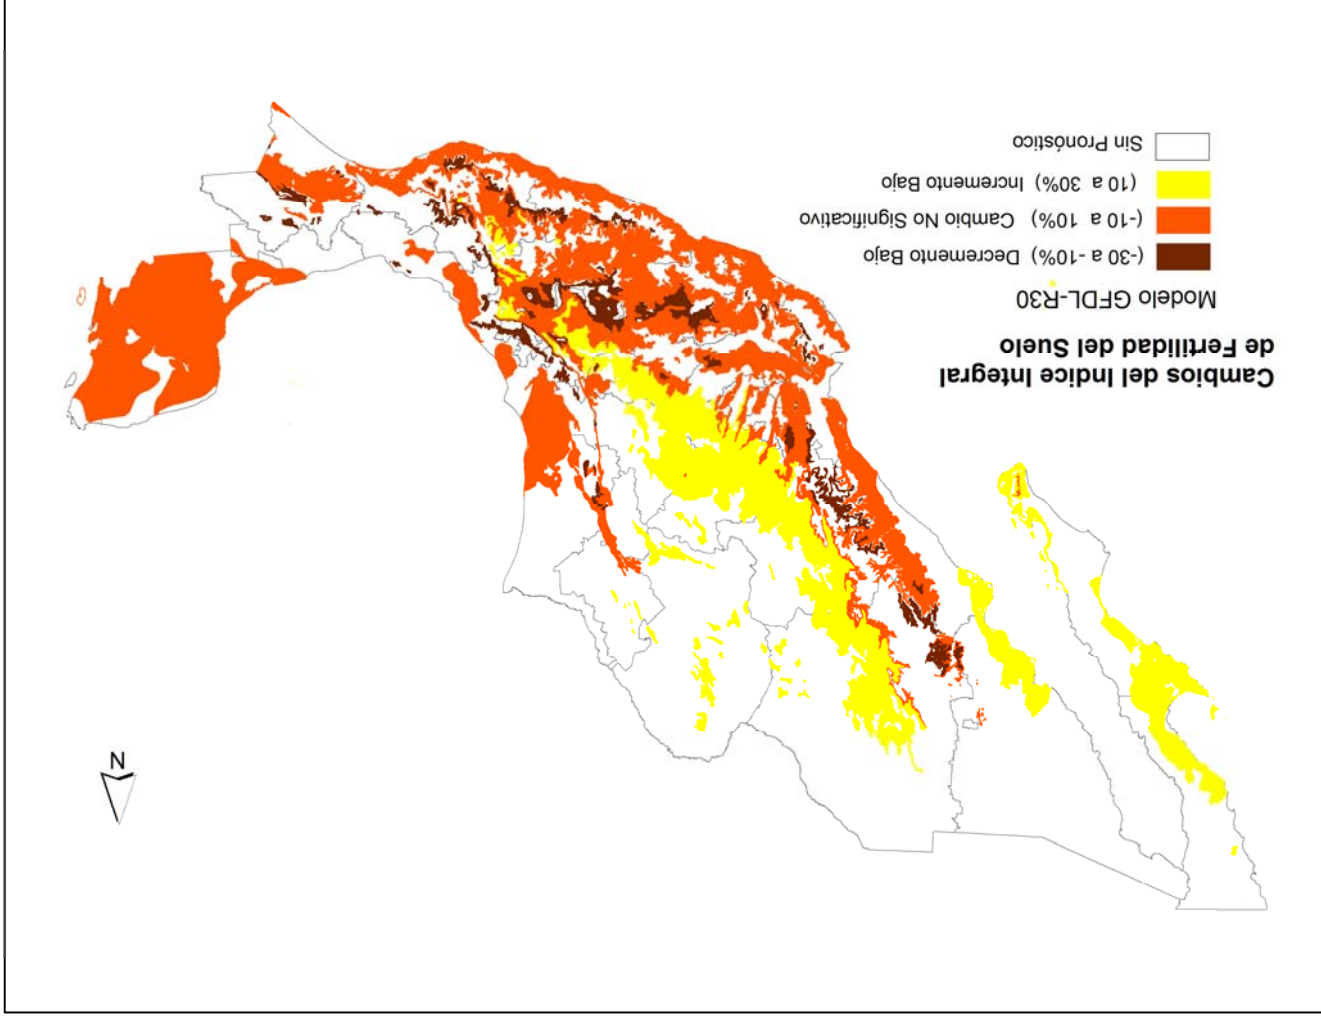 Cambios del Indice Integral
de Fertilidad del Suelo
Modelo GFDL-R30
(-30 a -10%) Decremento Bajo
(-10 a 10%) Cambio No Significativo
(10 a 30%) Incremento Bajo
Sin Pronóstico
N